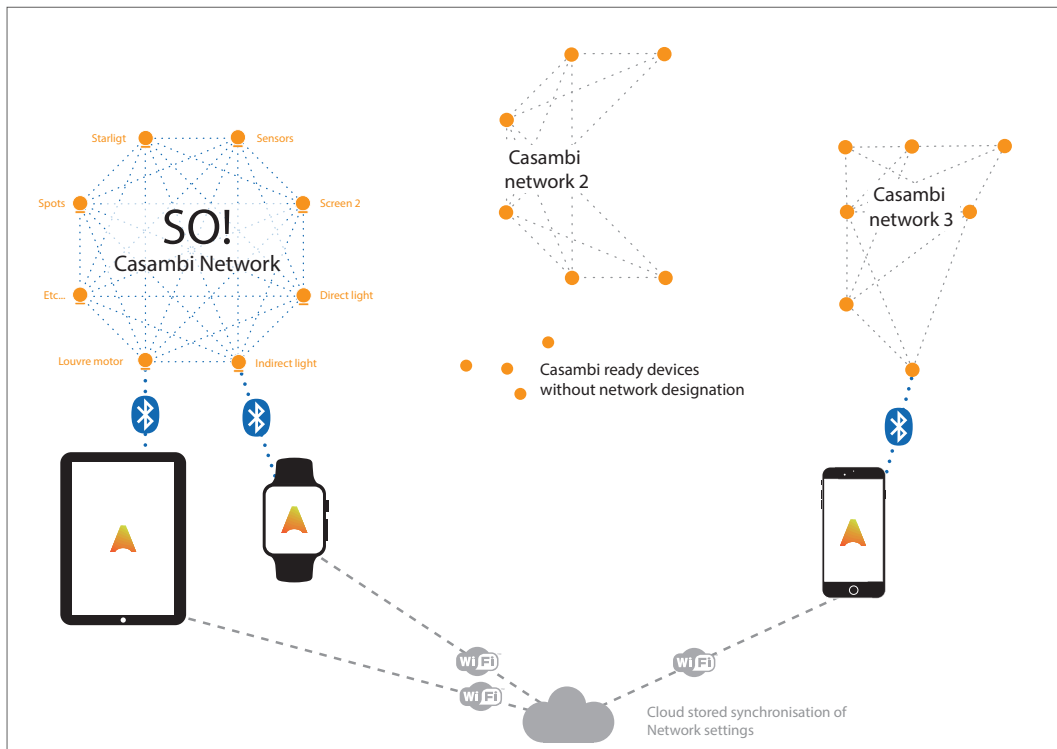 Starligt
Sensors
Spots
Screen 2
SO!
Casambi Network
Etc...
Direct light
Louvre motor
Indirect light
Casambi
network 2
Casambi
network 3
Casambi ready devices
without network designation
WiFi
WiFi
WiFi
Cloud stored synchronisation of
Network settings